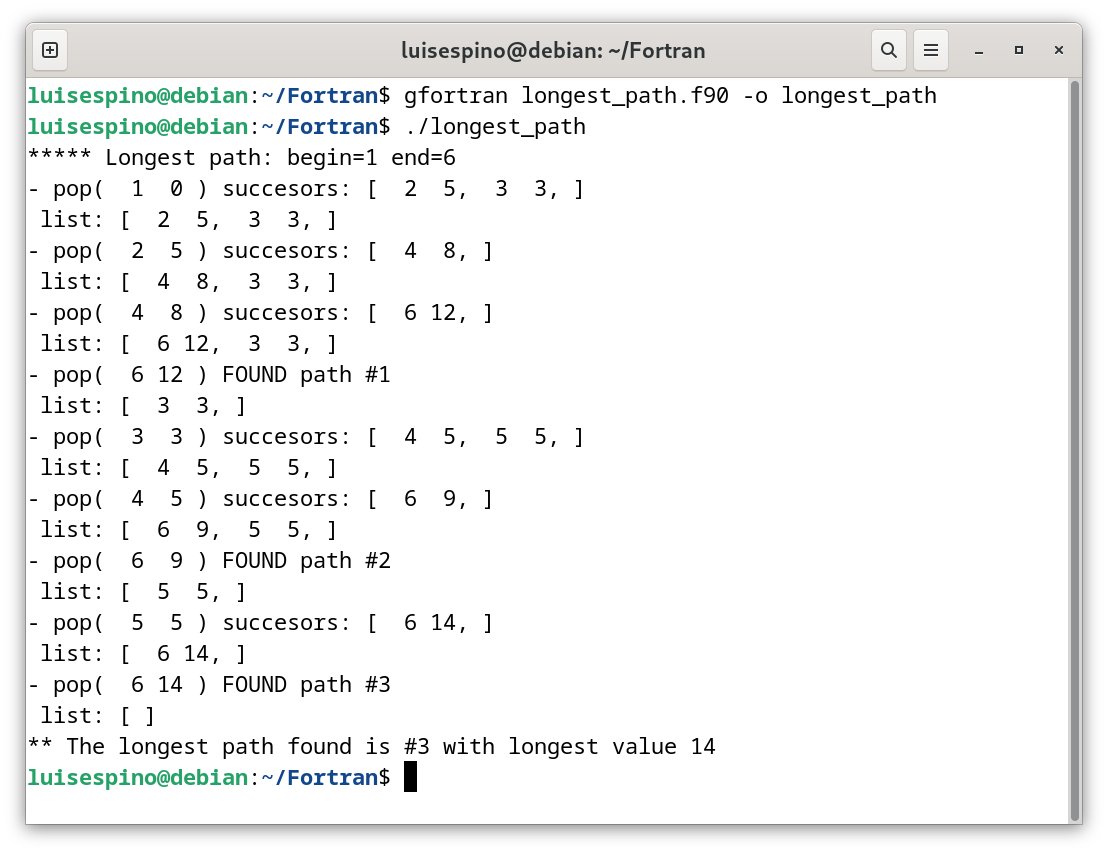 luisespino@debian: ~/Fortran
luisespino@debian:~/Fortran$ gfortran longest_path.f90 -o longest_path
luisespino@debian:~/Fortran$ ./longest_path
***** Longest path: begin=1 end=6
- pop(  1  0 ) succesors: [  2  5,  3  3, ]
 list: [  2  5,  3  3, ]
- pop(  2  5 ) succesors: [  4  8, ]
 list: [  4  8,  3  3, ]
- pop(  4  8 ) succesors: [  6 12, ]
 list: [  6 12,  3  3, ]
- pop(  6 12 ) FOUND path #1
 list: [  3  3, ]
- pop(  3  3 ) succesors: [  4  5,  5  5, ]
 list: [  4  5,  5  5, ]
- pop(  4  5 ) succesors: [  6  9, ]
 list: [  6  9,  5  5, ]
- pop(  6  9 ) FOUND path #2
 list: [  5  5, ]
- pop(  5  5 ) succesors: [  6 14, ]
 list: [  6 14, ]
- pop(  6 14 ) FOUND path #3
 list: [ ]
** The longest path found is #3 with longest value 14
luisespino@debian:~/Fortran$